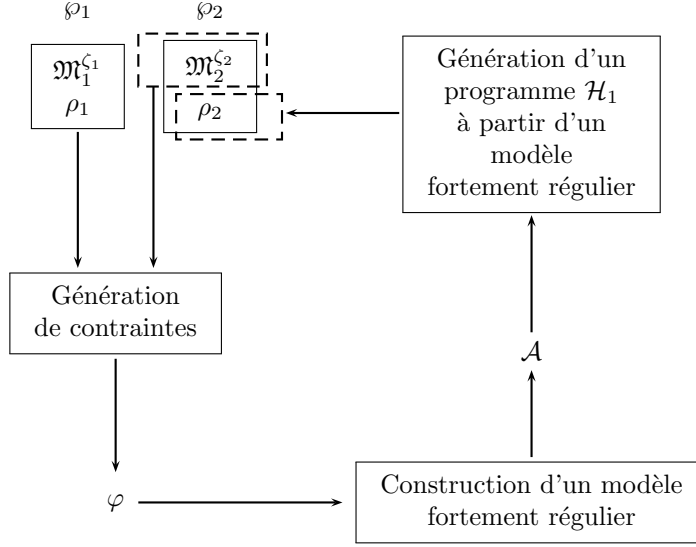 ℘₁
℘₂
𝔐₁^ζ₁
ρ₁
𝔐₂^ζ₂
ρ₂
Génération d'un
programme ℋ₁
à partir d'un
modèle
fortement régulier
Génération
de contraintes
𝒜
φ
Construction d'un modèle
fortement régulier